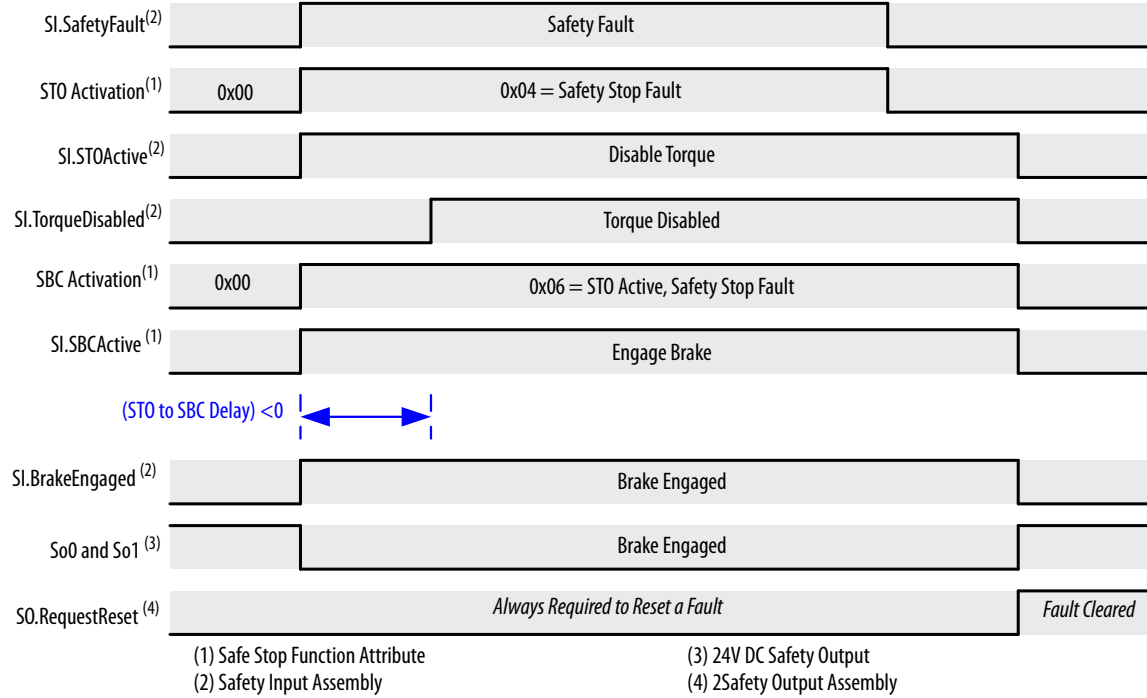 SI.SafetyFault(2) Safety Fault
STO Activation(1) 0x00 0x04 = Safety Stop Fault
SI.STOActive(2) Disable Torque
SI.TorqueDisabled(2) Torque Disabled
SBC Activation(1) 0x00 0x06 = STO Active, Safety Stop Fault
SI.SBCActive (1) Engage Brake
(STO to SBC Delay) <0
SI.BrakeEngaged (2) Brake Engaged
So0 and So1 (3) Brake Engaged
SO.RequestReset (4) Always Required to Reset a Fault Fault Cleared
(1) Safe Stop Function Attribute (3) 24V DC Safety Output
(2) Safety Input Assembly (4) 2Safety Output Assembly